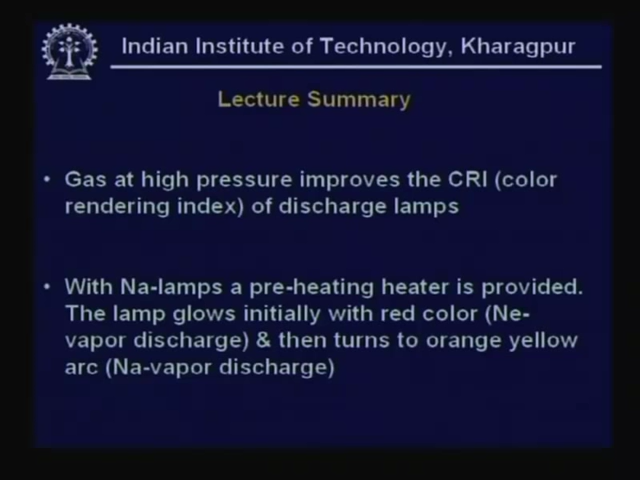 Indian Institute of Technology, Kharagpur
Lecture Summary
• Gas at high pressure improves the CRI (color
rendering index) of discharge lamps
• With Na-lamps a pre-heating heater is provided.
The lamp glows initially with red color (Ne-
vapor discharge) & then turns to orange yellow
arc (Na-vapor discharge)